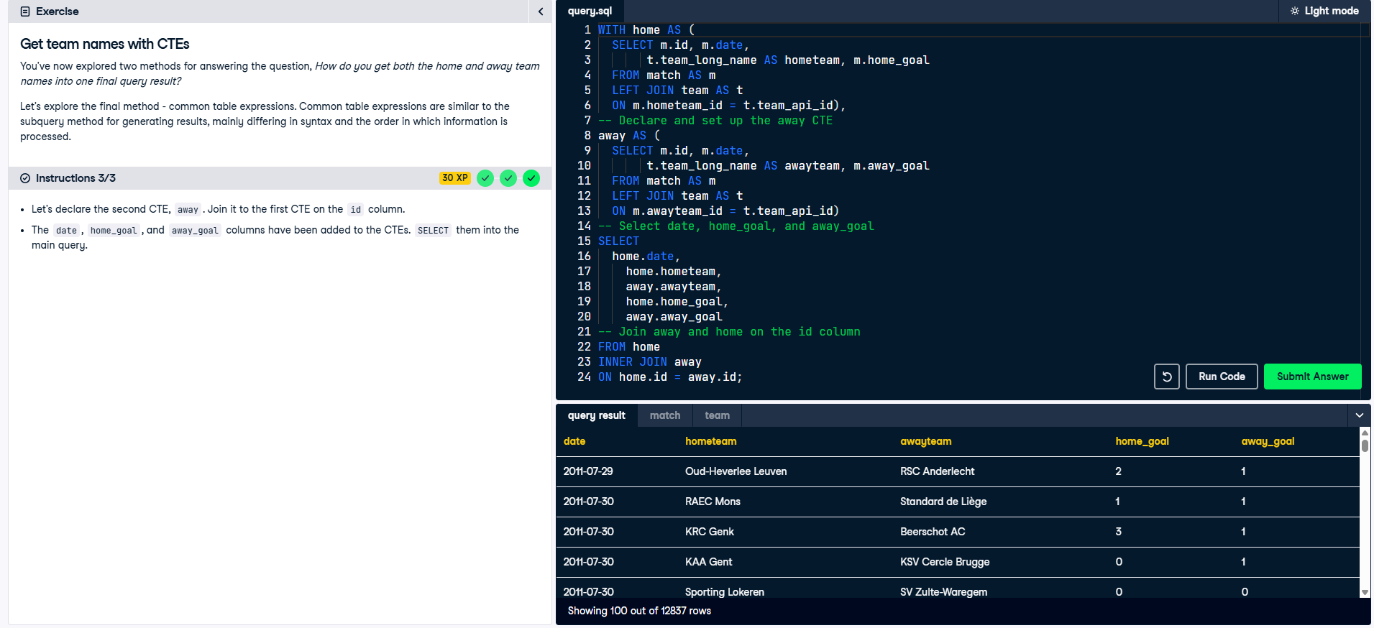 Exercise
Get team names with CTEs
You've now explored two methods for answering the question, How do you get both the home and away team
names into one final query result?
Let's explore the final method - common table expressions. Common table expressions are similar to the
subquery method for generating results, mainly differing in syntax and the order in which information is
processed.
Instructions 3/3
30 XP
Let's declare the second CTE, away. Join it to the first CTE on the id column.
The date, home_goal, and away_goal columns have been added to the CTEs. SELECT them into the
main query.
query.sql
Light mode
1 WITH home AS (
2 SELECT m.id, m.date,
3 t.team_long_name AS hometeam, m.home_goal
4 FROM match AS m
5 LEFT JOIN team AS t
6 ON m.hometeam_id = t.team_api_id),
7 -- Declare and set up the away CTE
8 away AS (
9 SELECT m.id, m.date,
10 t.team_long_name AS awayteam, m.away_goal
11 FROM match AS m
12 LEFT JOIN team AS t
13 ON m.awayteam_id = t.team_api_id)
14 -- Select date, home_goal, and away_goal
15 SELECT
16 home.date,
17 home.hometeam,
18 away.awayteam,
19 home.home_goal,
20 away.away_goal
21 -- Join away and home on the id column
22 FROM home
23 INNER JOIN away
24 ON home.id = away.id;
Run Code
Submit Answer
query result match team
date hometeam awayteam home_goal away_goal
2011-07-29 Oud-Heverlee Leuven RSC Anderlecht 2 1
2011-07-30 RAEC Mons Standard de Liège 1 1
2011-07-30 KRC Genk Beerschot AC 3 1
2011-07-30 KAA Gent KSV Cercle Brugge 0 1
2011-07-30 Sporting Lokeren SV Zulte-Waregem 0 0
Showing 100 out of 12837 rows